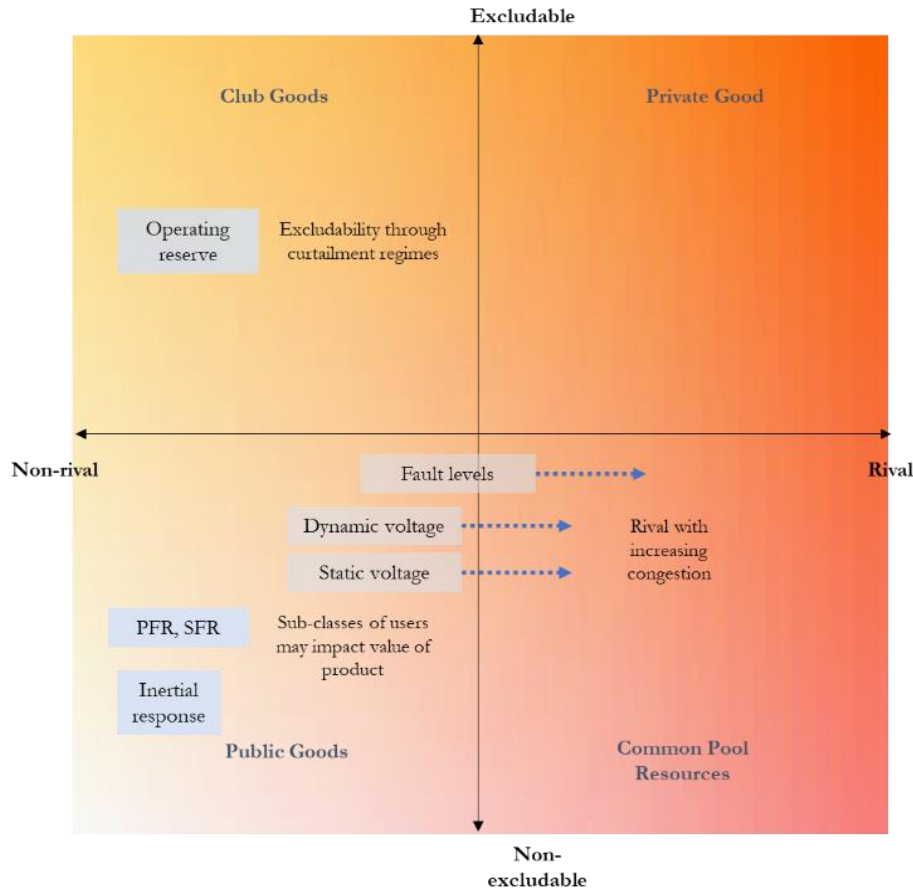 Excludable
Club Goods
Private Good
Operating
reserve
Excludability through
curtailment regimes
Non-rival
Rival
Fault levels
Dynamic voltage
Static voltage
Rival with
increasing
congestion
PFR, SFR
Sub-classes of users
may impact value of
product
Inertial
response
Public Goods
Common Pool
Resources
Non-
excludable